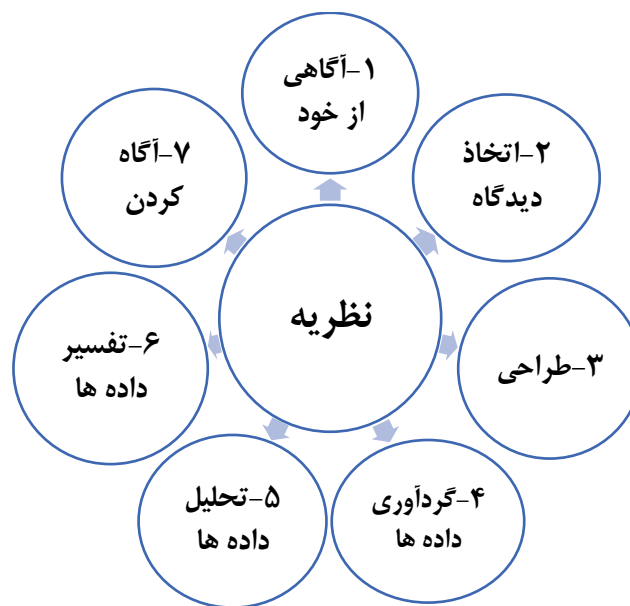 ۱-آگاهی
از خود
۲-اتخاذ
دیدگاه
۳-طراحی
۴-گردآوری
داده ها
۵-تحلیل
داده ها
۶-تفسیر
داده ها
۷-آگاه
کردن
نظریه